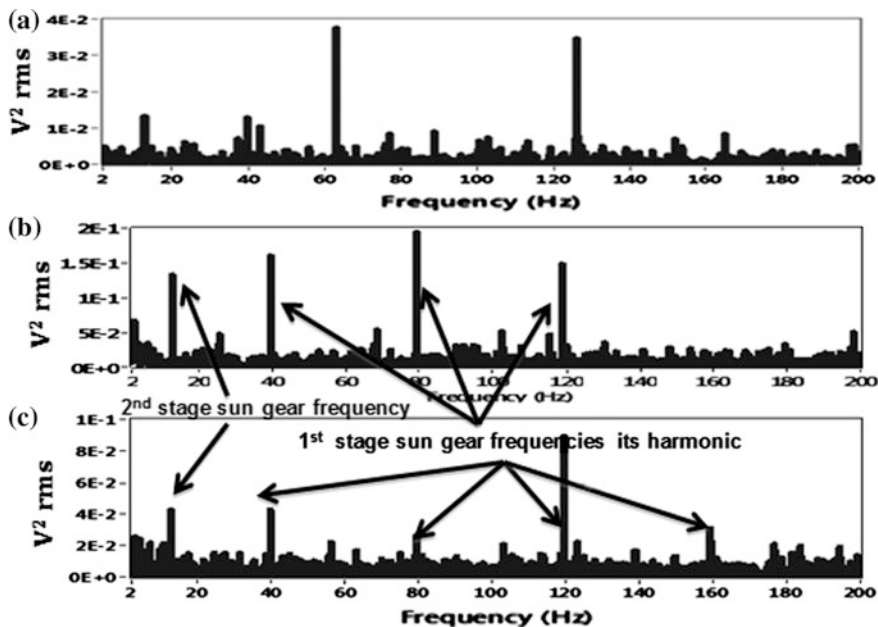 (a)
4E-2
3E-2
2E-2
1E-2
0E+0
V² rms
2 20 40 60 80 100 120 140 160 180 200
Frequency (Hz)
(b)
2E-1
1.5E-1
1E-1
5E-2
0E+0
V² rms
2 20 40 60 80 100 120 140 160 180 200
Frequency (Hz)
2nd stage sun gear frequency
(c)
1E-1
8E-2
6E-2
4E-2
2E-2
0E+0
V² rms
1st stage sun gear frequencies its harmonic
2 20 40 60 80 100 120 140 160 180 200
Frequency (Hz)